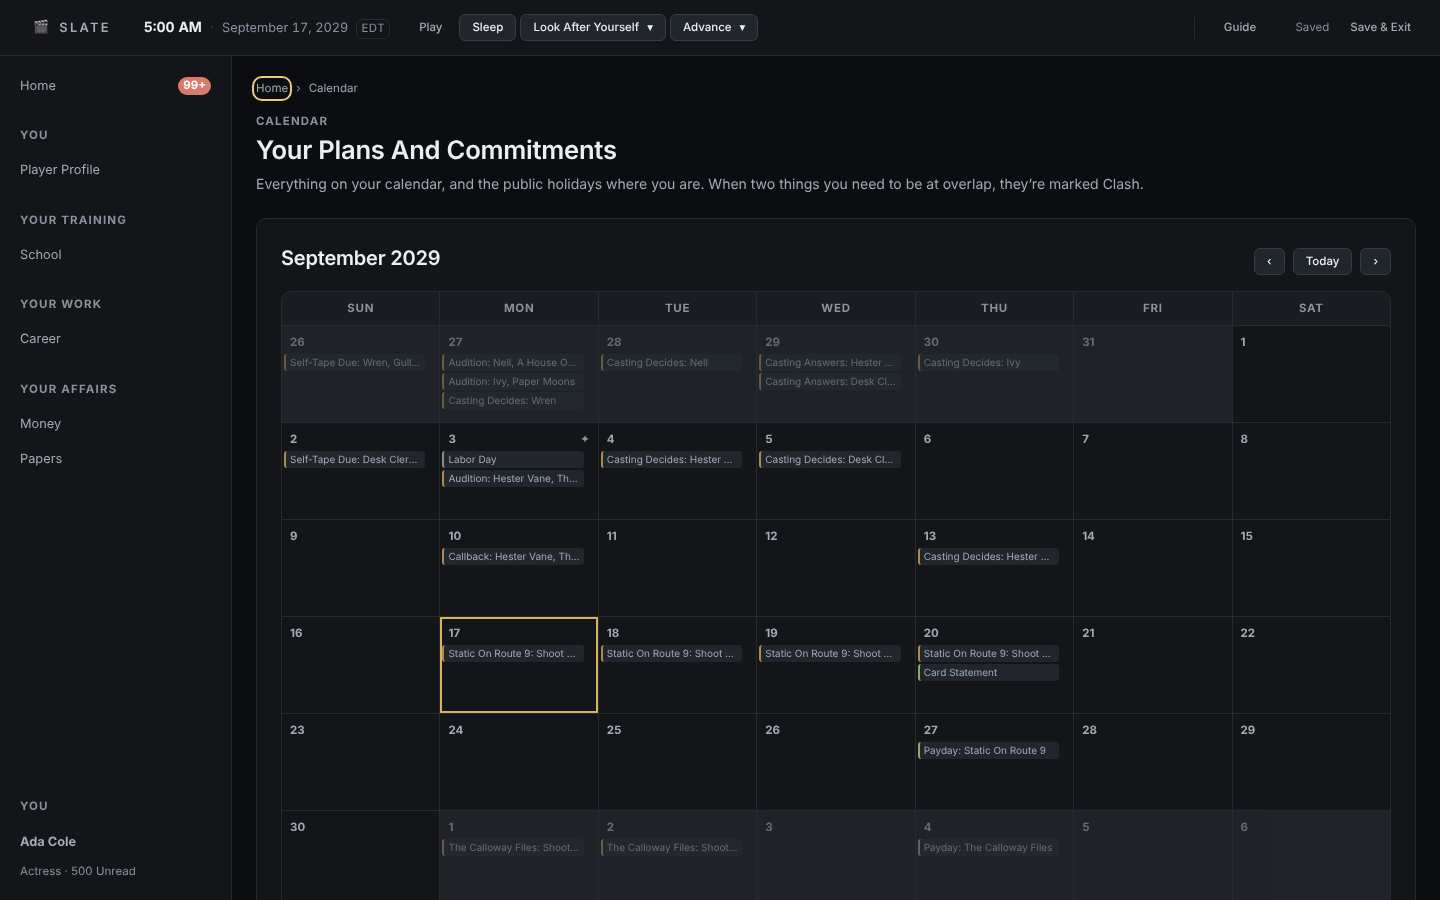 SLATE 5:00 AM · September 17, 2029 EDT Play Sleep Look After Yourself ▾ Advance ▾ Guide Saved Save & Exit
Home 99+
YOU
Player Profile
YOUR TRAINING
School
YOUR WORK
Career
YOUR AFFAIRS
Money
Papers
YOU
Ada Cole
Actress · 500 Unread
Home › Calendar
CALENDAR
Your Plans And Commitments
Everything on your calendar, and the public holidays where you are. When two things you need to be at overlap, they're marked Clash.
September 2029
‹ Today ›
SUN MON TUE WED THU FRI SAT
26 27 28 29 30 31 1
Self-Tape Due: Wren, Gull... Audition: Nell, A House O... Casting Decides: Nell Casting Answers: Hester ... Casting Decides: Ivy
Audition: Ivy, Paper Moons Casting Answers: Desk Cl...
Casting Decides: Wren
2 3 4 5 6 7 8
Self-Tape Due: Desk Cler... Labor Day Casting Decides: Hester ... Casting Decides: Desk Cl...
Audition: Hester Vane, Th...
9 10 11 12 13 14 15
Callback: Hester Vane, Th... Casting Decides: Hester ...
16 17 18 19 20 21 22
Static On Route 9: Shoot ... Static On Route 9: Shoot ... Static On Route 9: Shoot ... Static On Route 9: Shoot ...
Card Statement
23 24 25 26 27 28 29
Payday: Static On Route 9
30 1 2 3 4 5 6
The Calloway Files: Shoot... The Calloway Files: Shoot... Payday: The Calloway Files